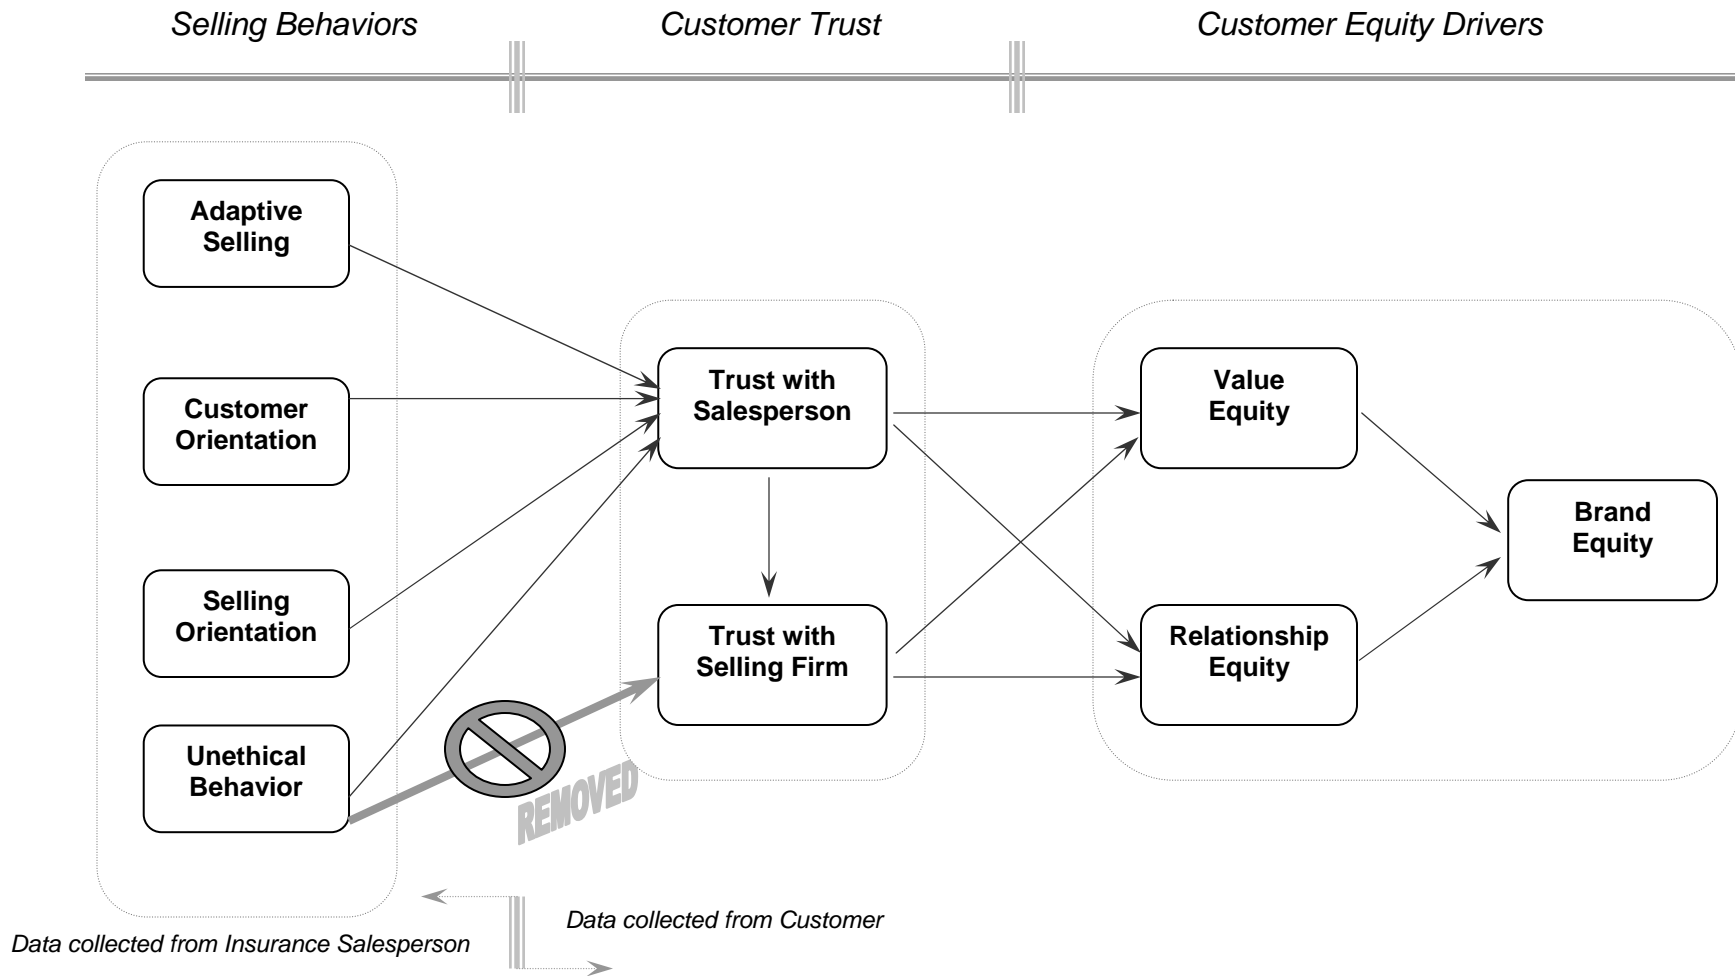 Selling Behaviors
Customer Trust
Customer Equity Drivers
Adaptive
Selling
Customer
Orientation
Selling
Orientation
Unethical
Behavior
Trust with
Salesperson
Trust with
Selling Firm
REMOVED
Value
Equity
Relationship
Equity
Brand
Equity
Data collected from Insurance Salesperson
Data collected from Customer